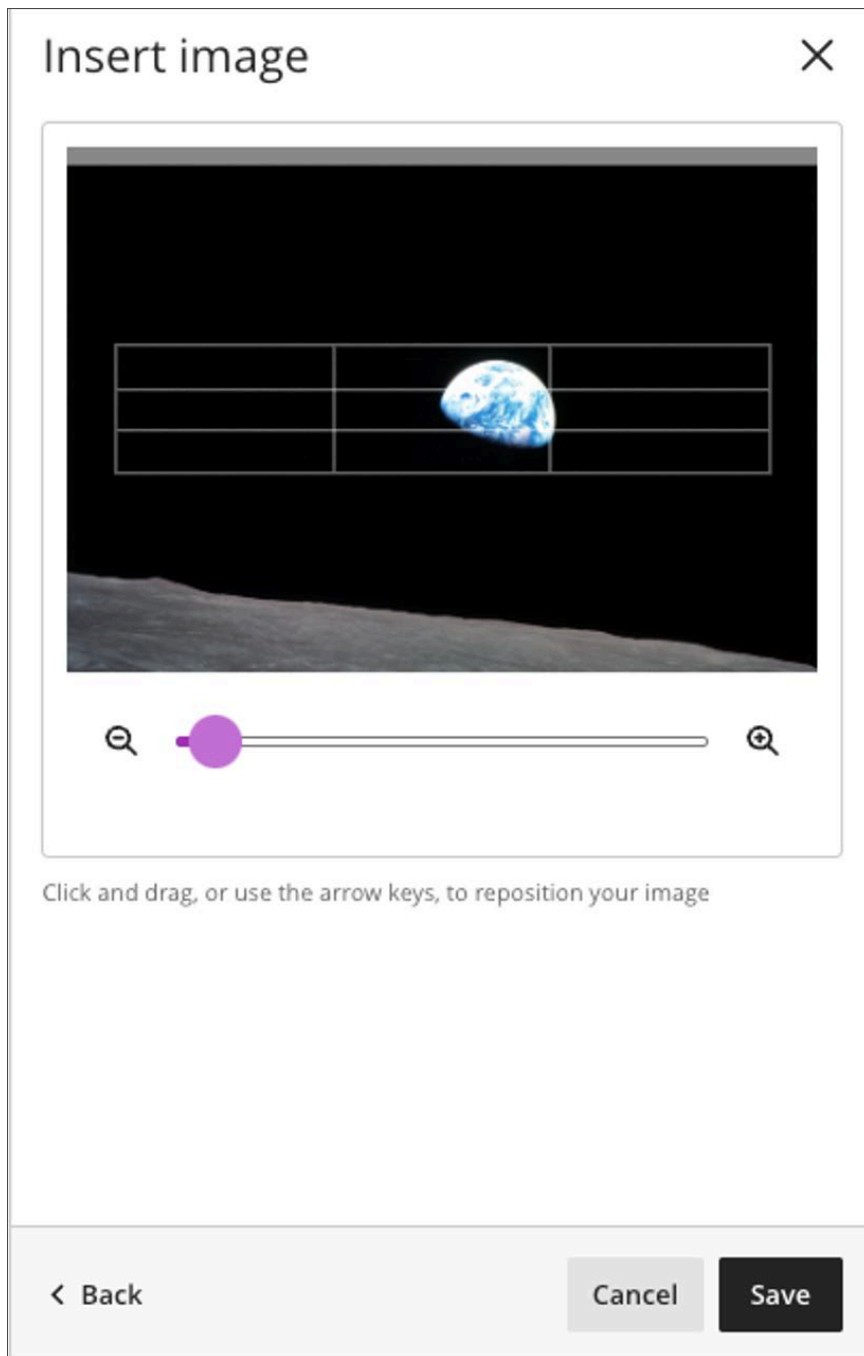 Insert image
Click and drag, or use the arrow keys, to reposition your image
Back
Cancel
Save